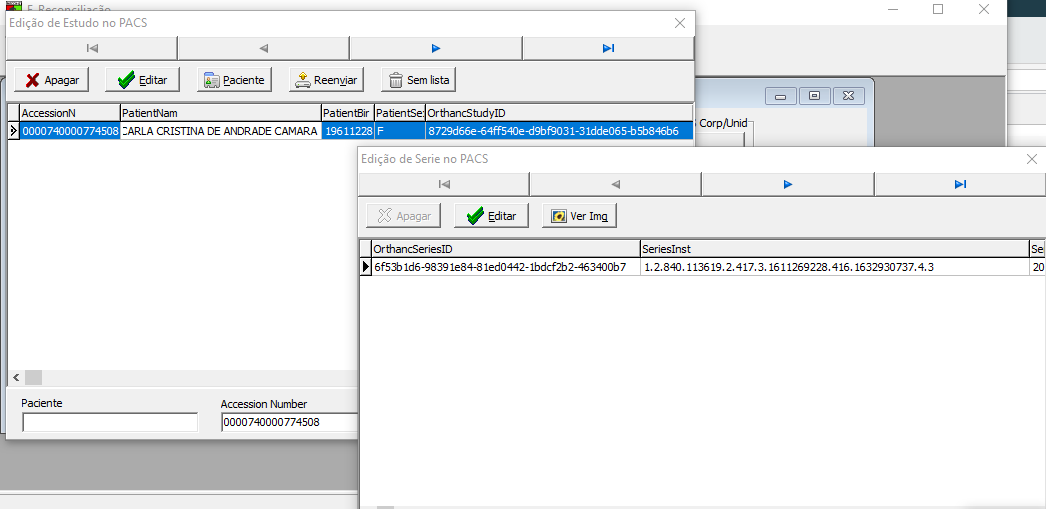 E-Reconciliação
Edição de Estudo no PACS
Apagar
Editar
Paciente
Reenviar
Sem lista
AccessionN PatientNam PatientBir PatientSe OrthancStudyID
0000740000774508 CARLA CRISTINA DE ANDRADE CAMARA 19611228 F 8729d66e-64ff540e-d9bf9031-31dde065-b5b846b6
Corp/Unid
Edição de Serie no PACS
Apagar
Editar
Ver Img
OrthancSeriesID SeriesInst Se
6f53b1d6-98391e84-81ed0442-1bdcf2b2-463400b7 1.2.840.113619.2.417.3.1611269228.416.1632930737.4.3 20
Paciente
Accession Number
0000740000774508